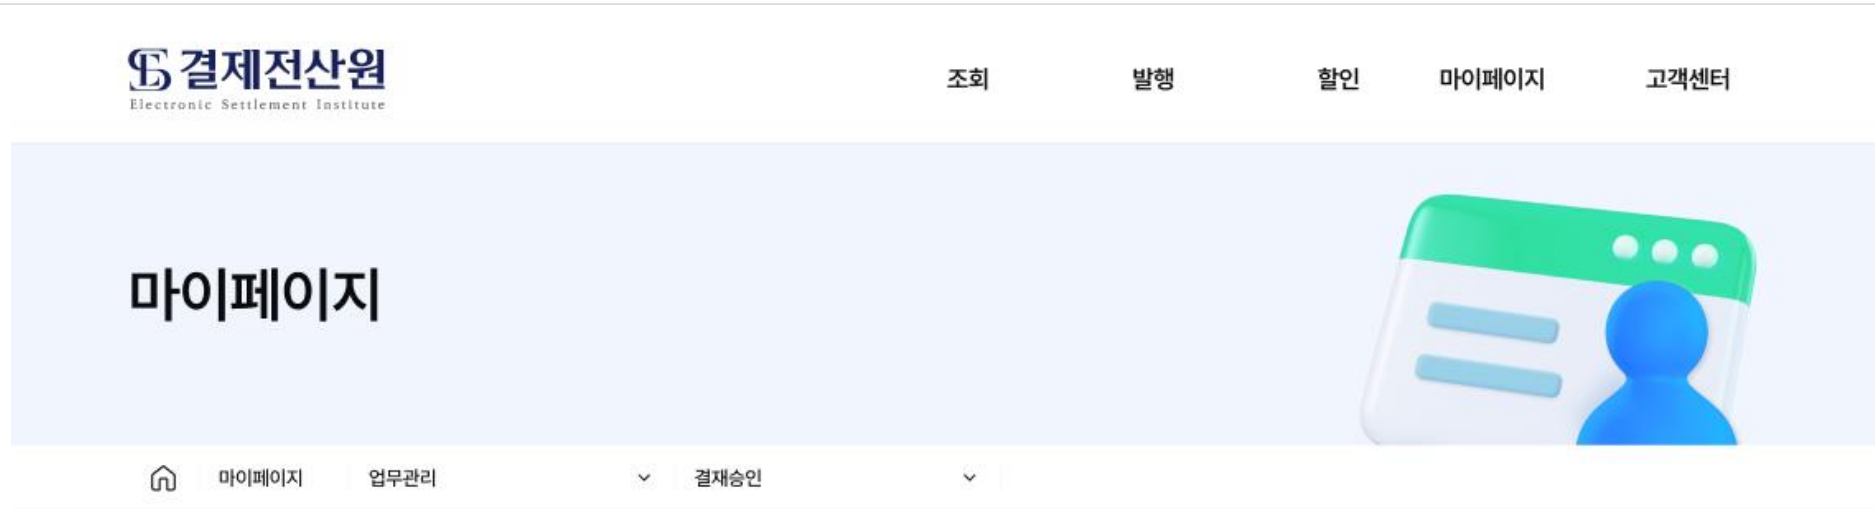 결제전산원
Electronic Settlement Institute
조회 발행 할인 마이페이지 고객센터
마이페이지
마이페이지 업무관리 결재승인